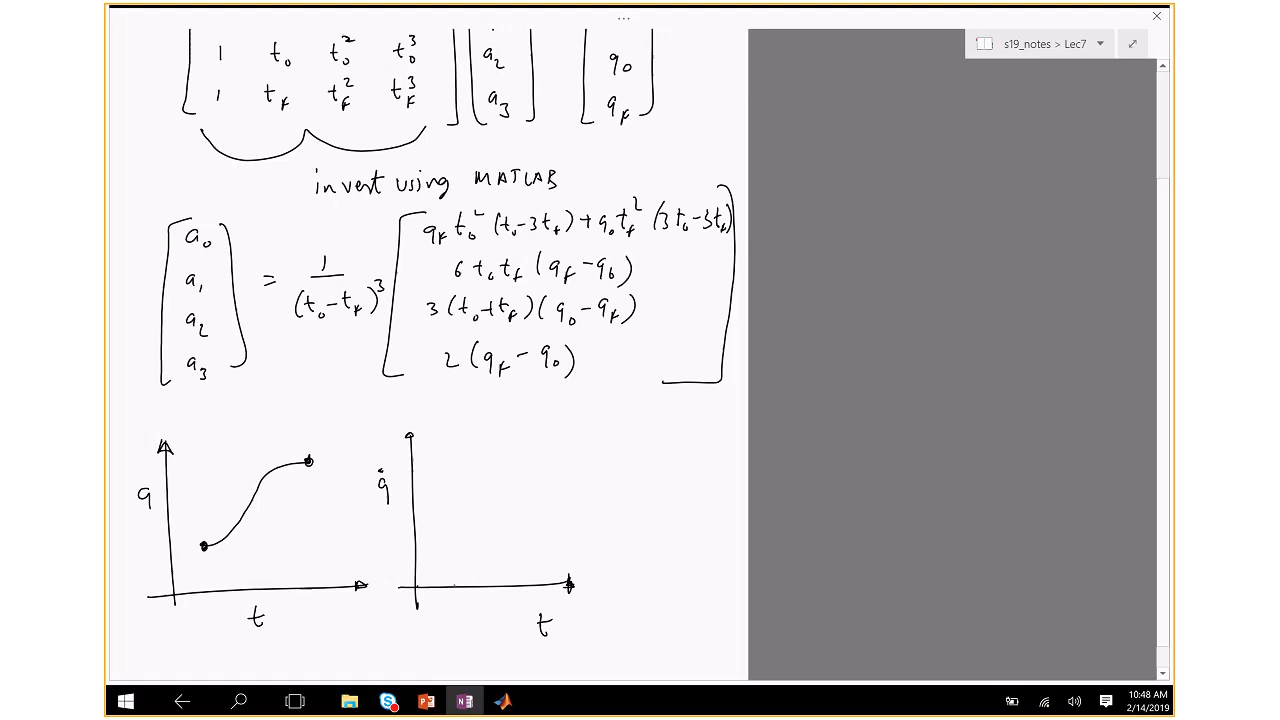 s19_notes > Lec7
1 t₀ t₀² t₀³ a₂ q₀
1 t_f t_f² t_f³ a₃ q_f
invert using MATLAB
a₀ q_f t₀² (t₀-3t_f) + q₀ t_f² (3t₀-3t_f)
a₁ = 1/(t₀-t_f)³ 6 t₀ t_f (q_f - q₀)
a₂ 3 (t₀+t_f)(q₀ - q_f)
a₃ 2 (q_f - q₀)
q q̇
t t
10:48 AM
2/14/2019